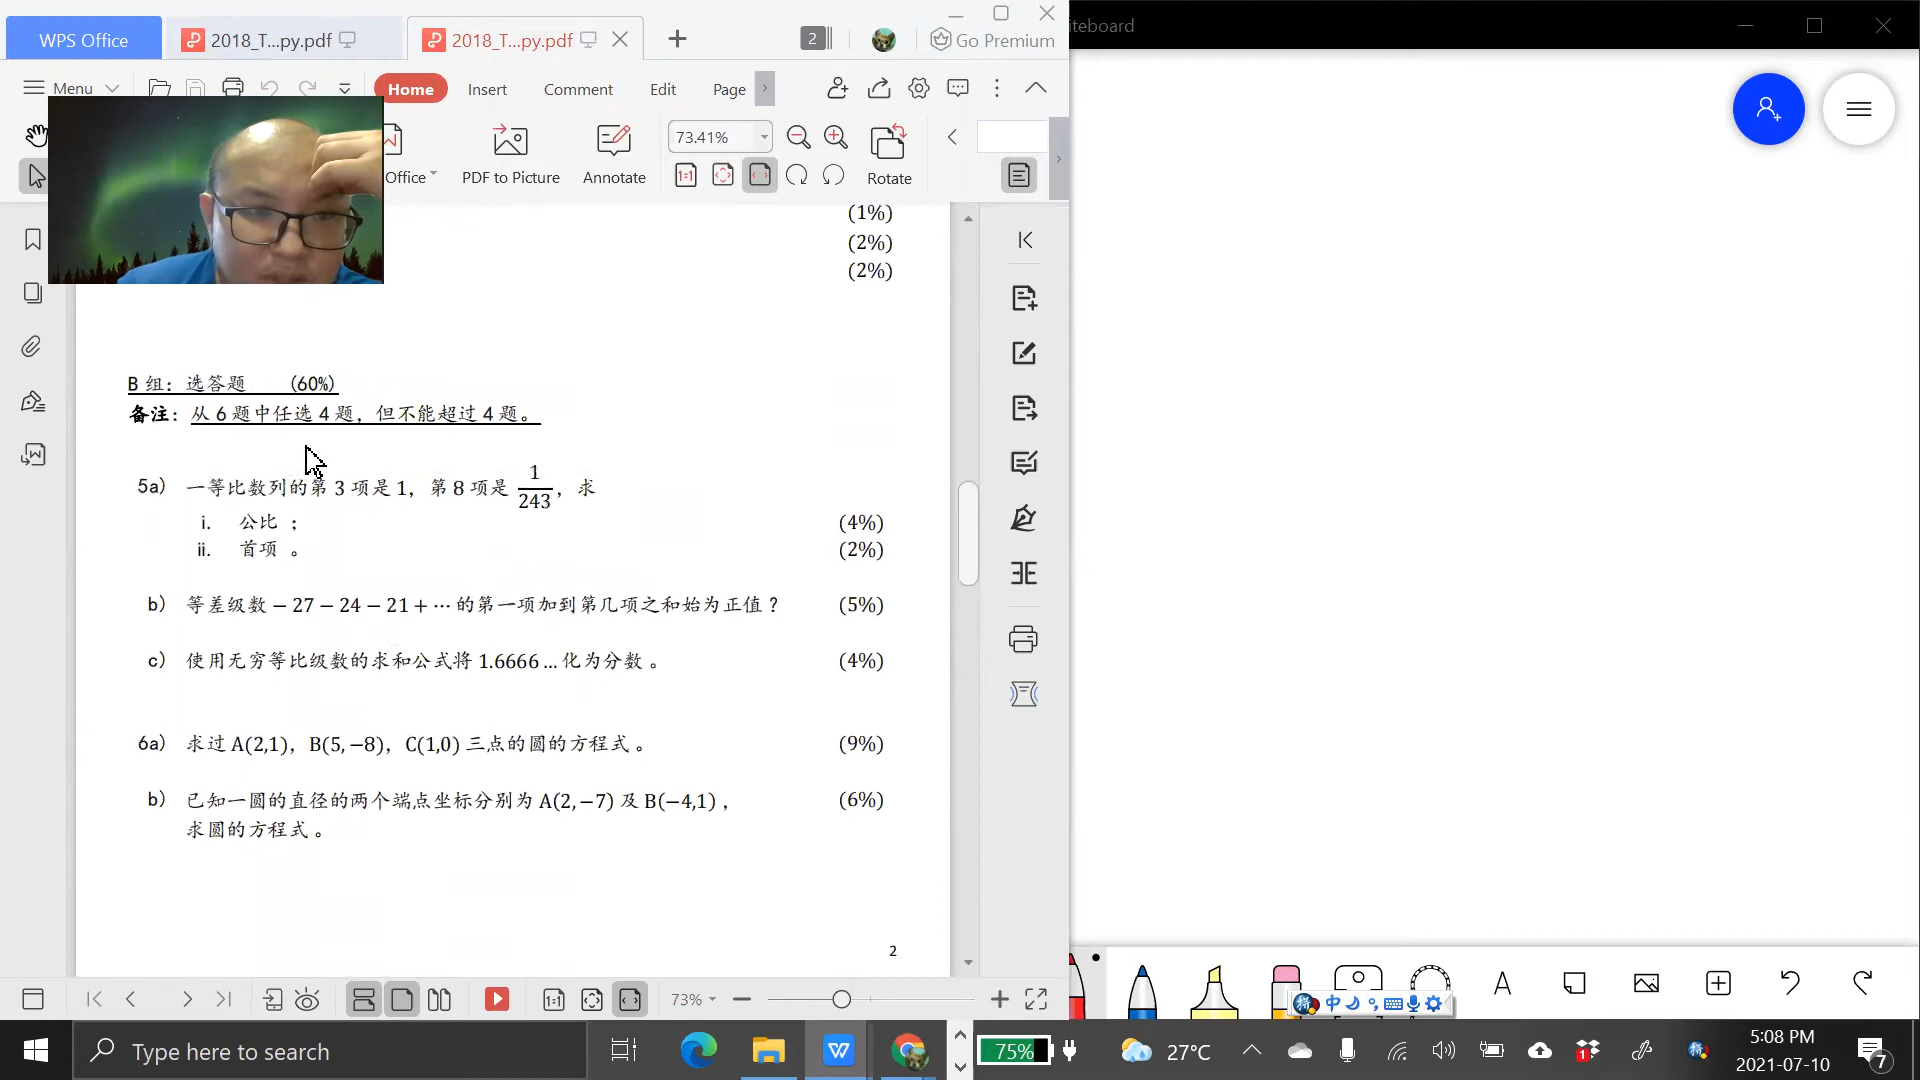 WPS Office
2018_T...py.pdf
2018_T...py.pdf
2
Go Premium
iteboard
Menu
Home
Insert
Comment
Edit
Page
Office
PDF to Picture
Annotate
73.41%
Rotate
(1%)
(2%)
(2%)
B 组：选答题 (60%)
备注：从 6 题中任选 4 题，但不能超过 4 题。
5a) 一等比数列的第 3 项是 1，第 8 项是 1/243，求
i. 公比； (4%)
ii. 首项。 (2%)
b) 等差级数 −27 − 24 − 21 + ⋯ 的第一项加到第几项之和始为正值？ (5%)
c) 使用无穷等比级数的求和公式将 1.6666… 化为分数。 (4%)
6a) 求过 A(2,1)，B(5,−8)，C(1,0) 三点的圆的方程式。 (9%)
b) 已知一圆的直径的两个端点坐标分别为 A(2,−7) 及 B(−4,1)， (6%)
求圆的方程式。
2
73%
中
Type here to search
75%
27°C
1
5:08 PM
2021-07-10
7